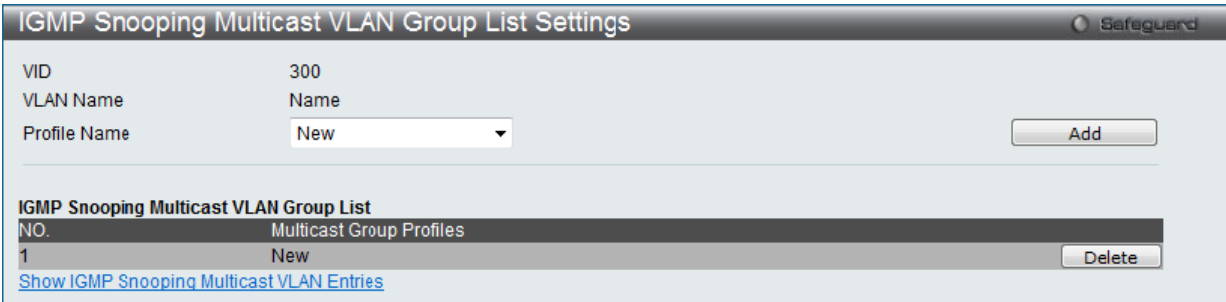 IGMP Snooping Multicast VLAN Group List Settings
Safeguard
VID 300
VLAN Name Name
Profile Name New Add
IGMP Snooping Multicast VLAN Group List
NO. Multicast Group Profiles
1 New Delete
Show IGMP Snooping Multicast VLAN Entries